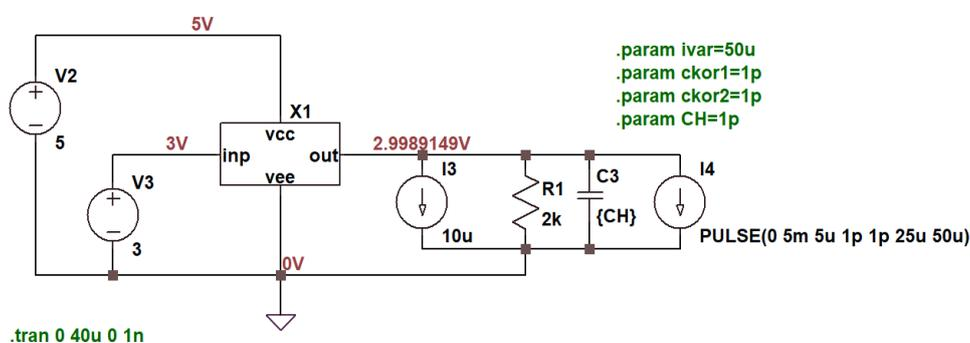 5V
V2
5
3V
V3
3
X1
vcc
inp
out
vee
0V
2.9989149V
I3
10u
R1
2k
C3
{CH}
I4
PULSE(0 5m 5u 1p 1p 25u 50u)
.param ivar=50u
.param ckor1=1p
.param ckor2=1p
.param CH=1p
.tran 0 40u 0 1n